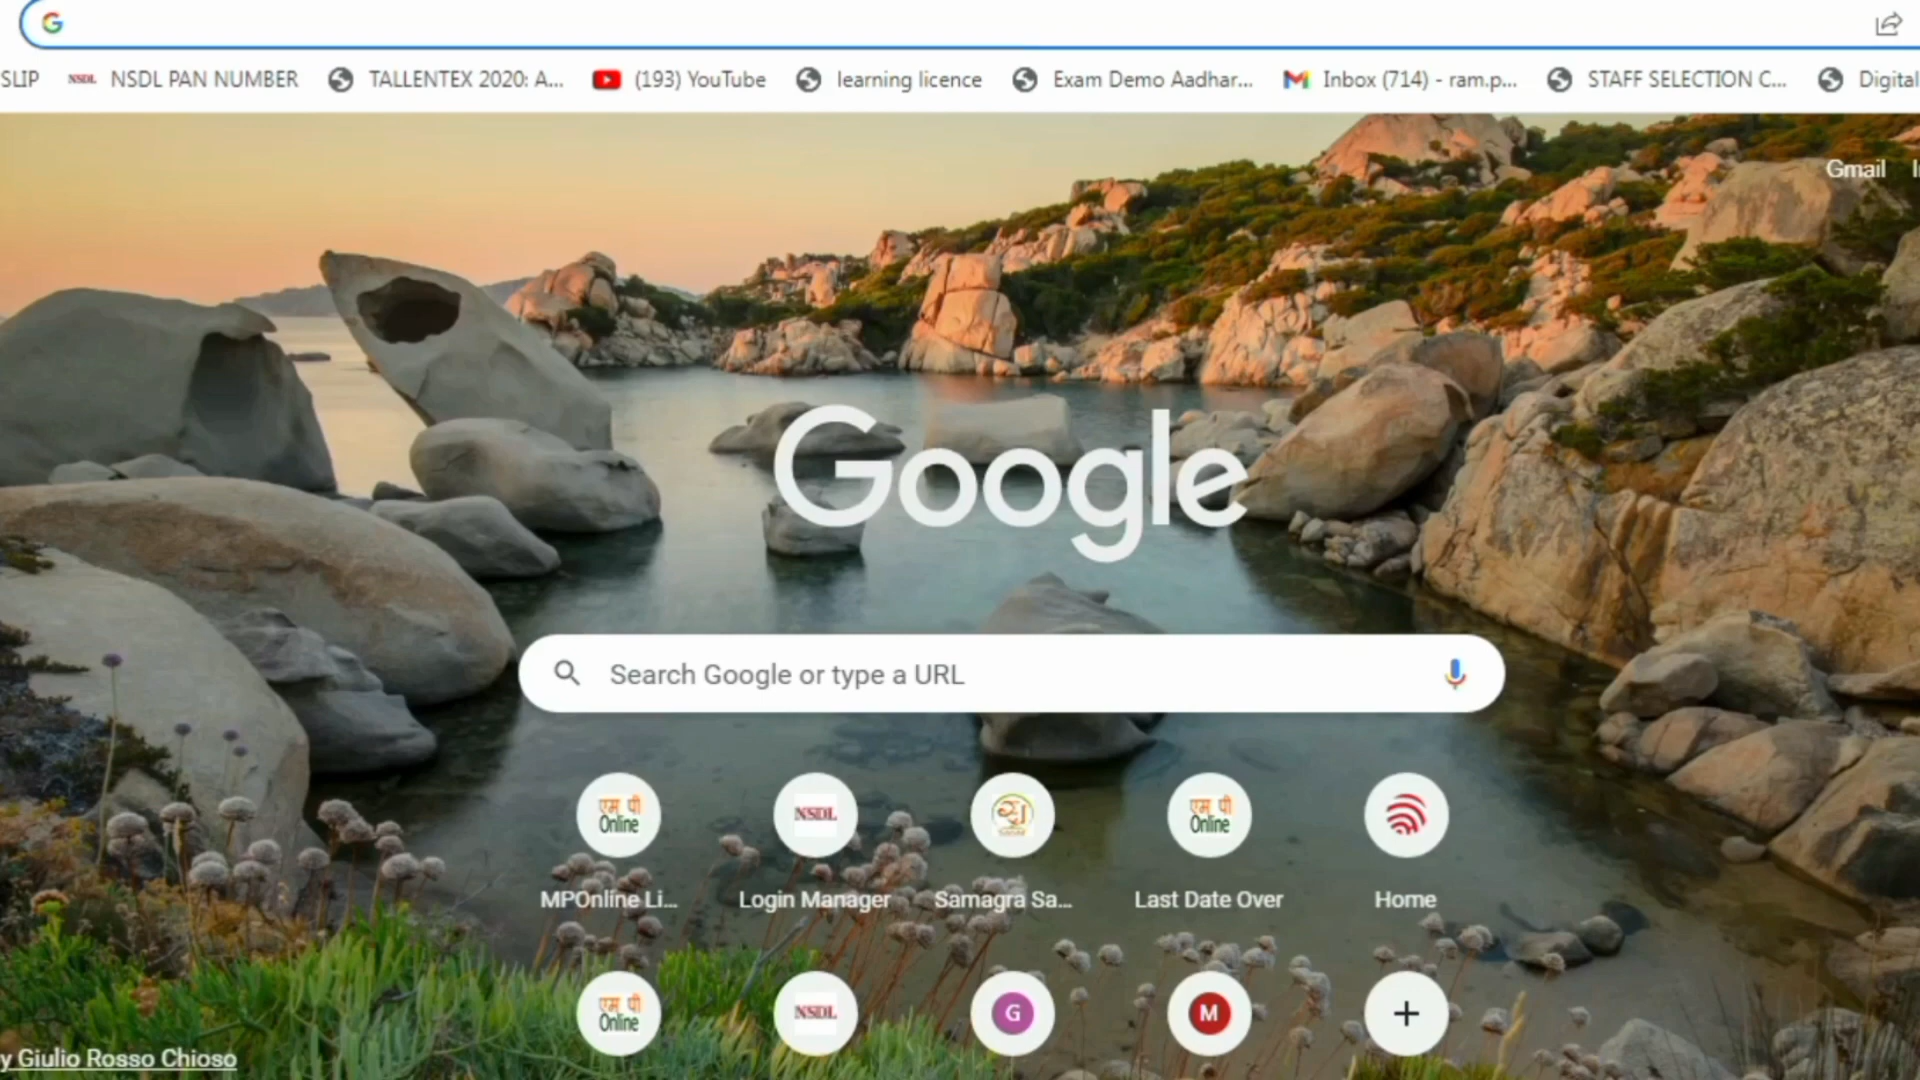 SLIP NSDL NSDL PAN NUMBER TALLENTEX 2020: A... (193) YouTube learning licence Exam Demo Aadhar... Inbox (714) - ram.p... STAFF SELECTION C... Digital
Gmail
Google
Search Google or type a URL
एम पी Online NSDL एम पी Online
MPOnline Li... Login Manager Samagra Sa... Last Date Over Home
एम पी Online NSDL G M +
y Giulio Rosso Chioso